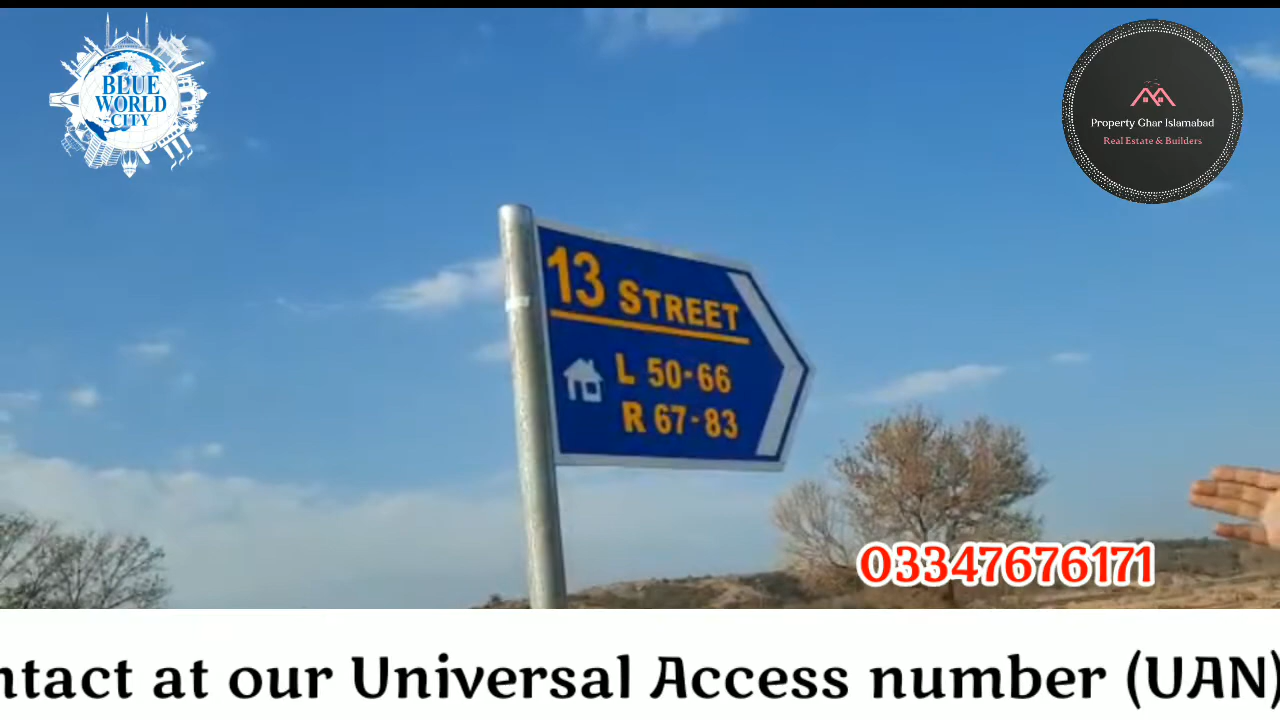 BLUE
WORLD
CITY
Property Ghar Islamabad
Real Estate & Builders
13 STREET
L 50-66
R 67-83
03347676171
ntact at our Universal Access number (UAN)